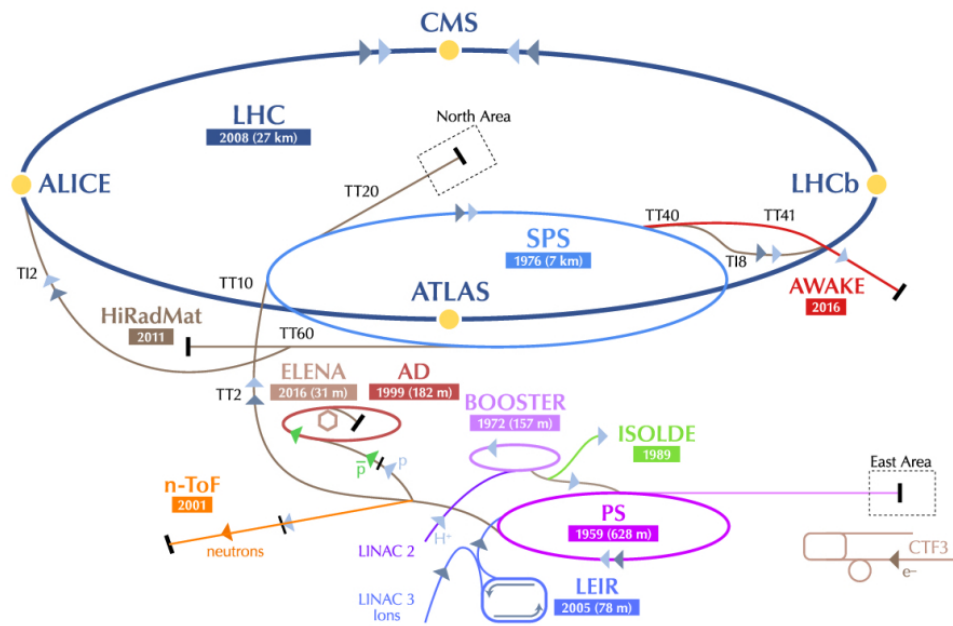 CMS
LHC
2008 (27 km)
North Area
ALICE
TT20
LHCb
TT40
TT41
SPS
1976 (7 km)
TI8
TI2
TT10
ATLAS
AWAKE
2016
HiRadMat
2011
TT60
ELENA
2016 (31 m)
AD
1999 (182 m)
TT2
BOOSTER
1972 (157 m)
ISOLDE
1989
p̅
p
East Area
n-ToF
2001
PS
1959 (628 m)
neutrons
LINAC 2
H⁺
CTF3
e-
LEIR
2005 (78 m)
LINAC 3
Ions